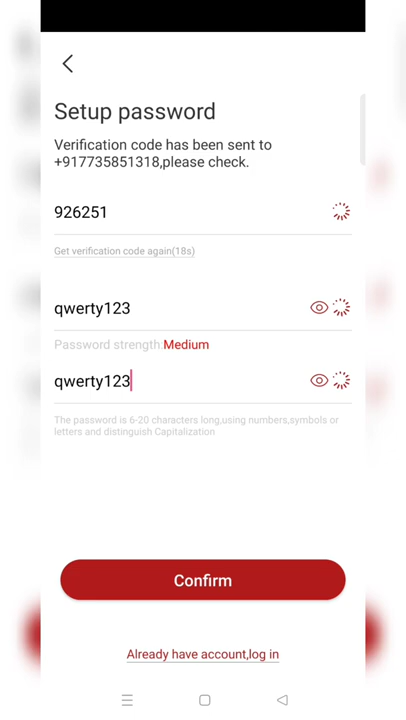 Setup password
Verification code has been sent to
+917735851318,please check.
926251
Get verification code again(18s)
qwerty123
Password strength:Medium
qwerty123
The password is 6-20 characters long,using numbers,symbols or
letters and distinguish Capitalization
Confirm
Already have account,log in